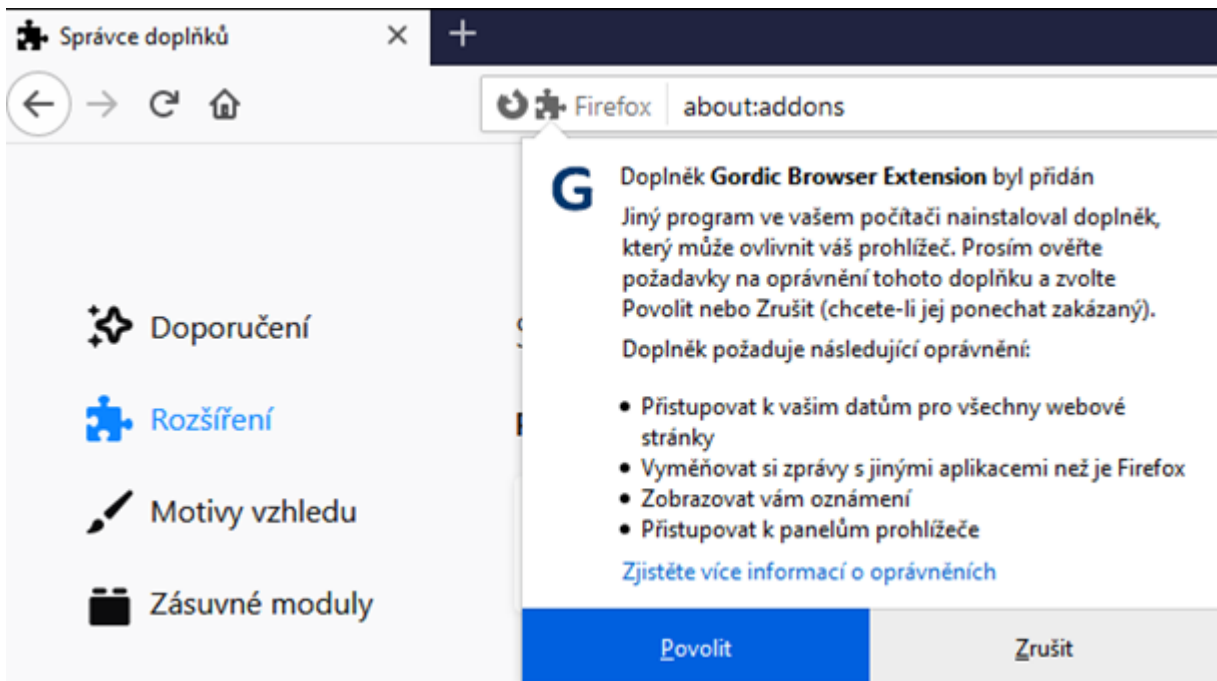 Správce doplňků
Firefox about:addons
G
Doplněk Gordic Browser Extension byl přidán
Jiný program ve vašem počítači nainstaloval doplněk,
který může ovlivnit váš prohlížeč. Prosím ověřte
požadavky na oprávnění tohoto doplňku a zvolte
Povolit nebo Zrušit (chcete-li jej ponechat zakázaný).
Doplněk požaduje následující oprávnění:
• Přistupovat k vašim datům pro všechny webové
stránky
• Vyměňovat si zprávy s jinými aplikacemi než je Firefox
• Zobrazovat vám oznámení
• Přistupovat k panelům prohlížeče
Zjistěte více informací o oprávněních
Povolit
Zrušit
Doporučení
Rozšíření
Motivy vzhledu
Zásuvné moduly